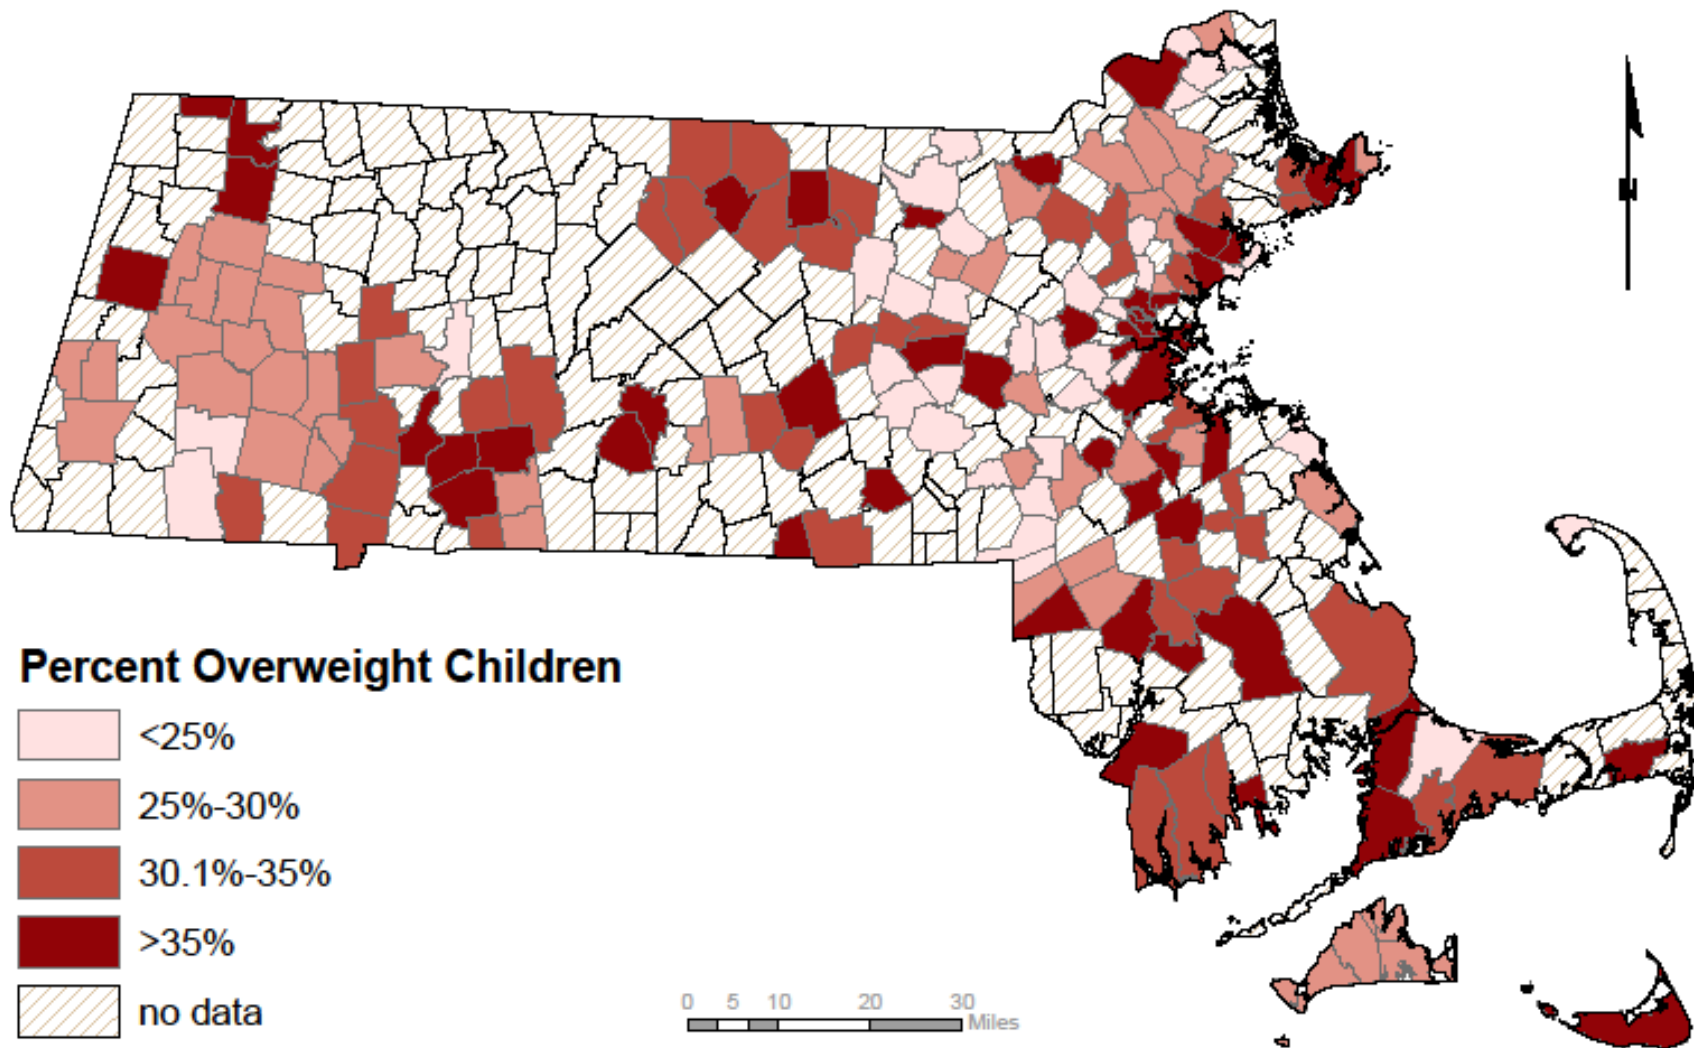 N
Percent Overweight Children
<25%
25%-30%
30.1%-35%
>35%
no data
0 5 10 20 30
Miles